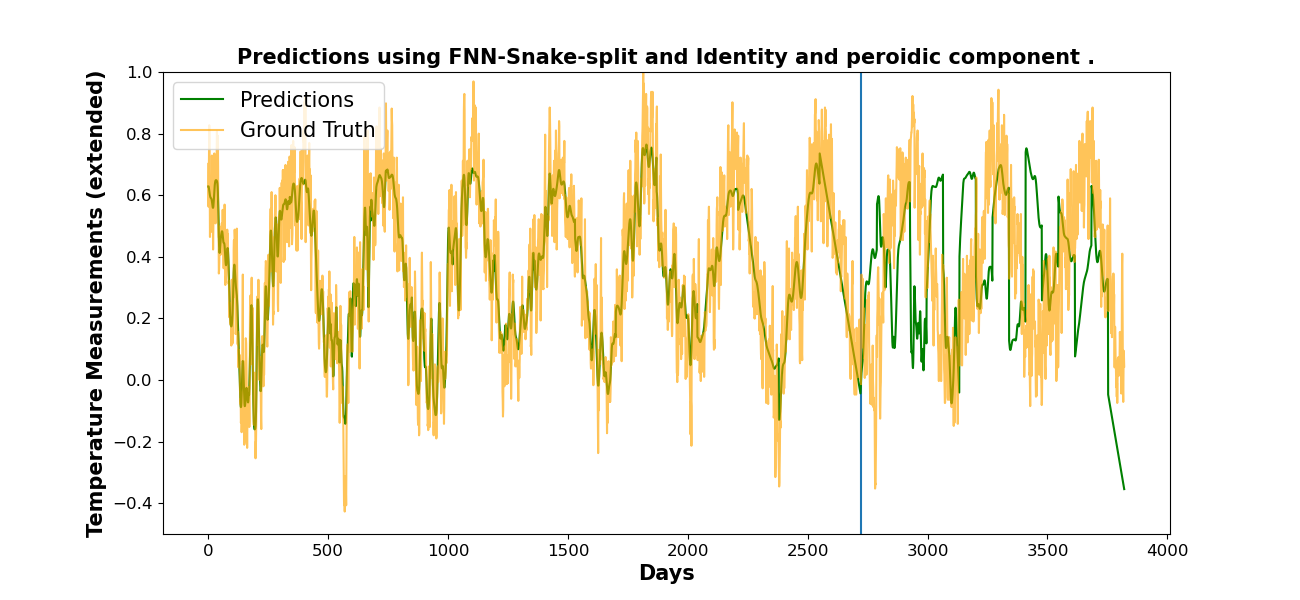 Predictions using FNN-Snake-split and Identity and peroidic component .
Temperature Measurements (extended)
1.0
0.8
0.6
0.4
0.2
0.0
−0.2
−0.4
Predictions
Ground Truth
0 500 1000 1500 2000 2500 3000 3500 4000
Days